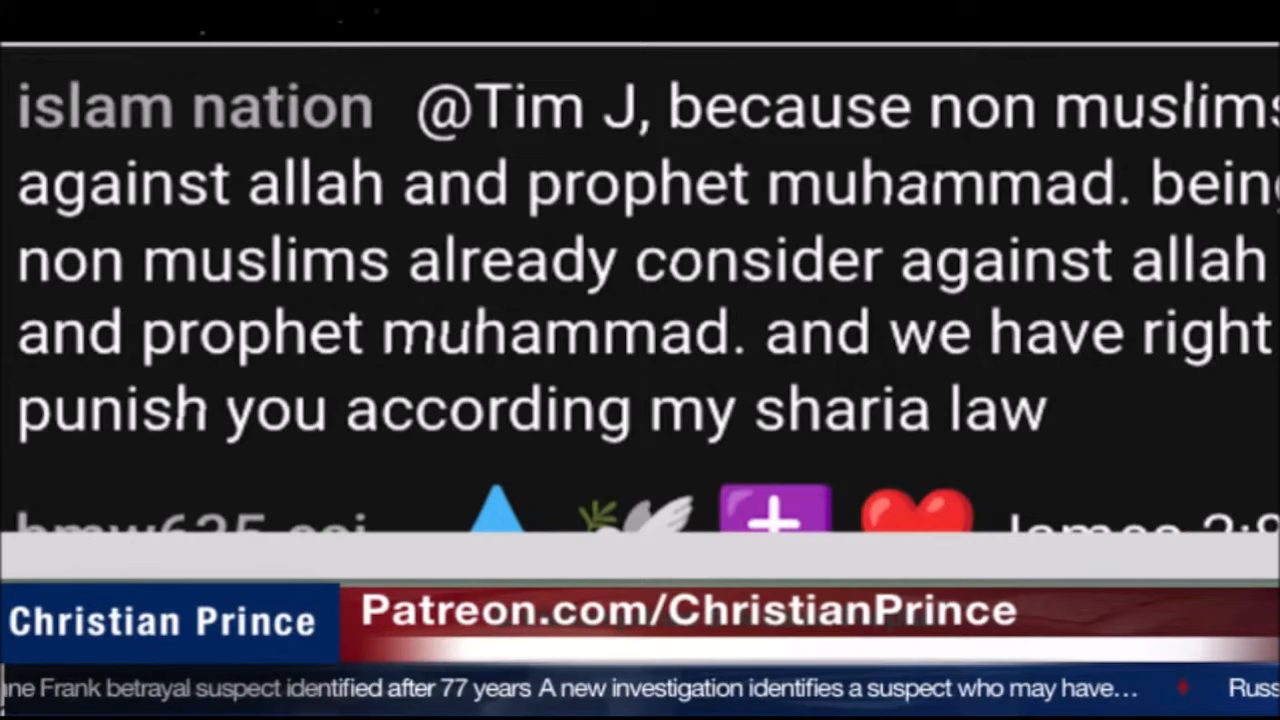 islam nation @Tim J, because non muslims
against allah and prophet muhammad. being
non muslims already consider against allah
and prophet muhammad. and we have right
punish you according my sharia law
Christian Prince
Patreon.com/ChristianPrince
Frank betrayal suspect identified after 77 years A new investigation identifies a suspect who may have…